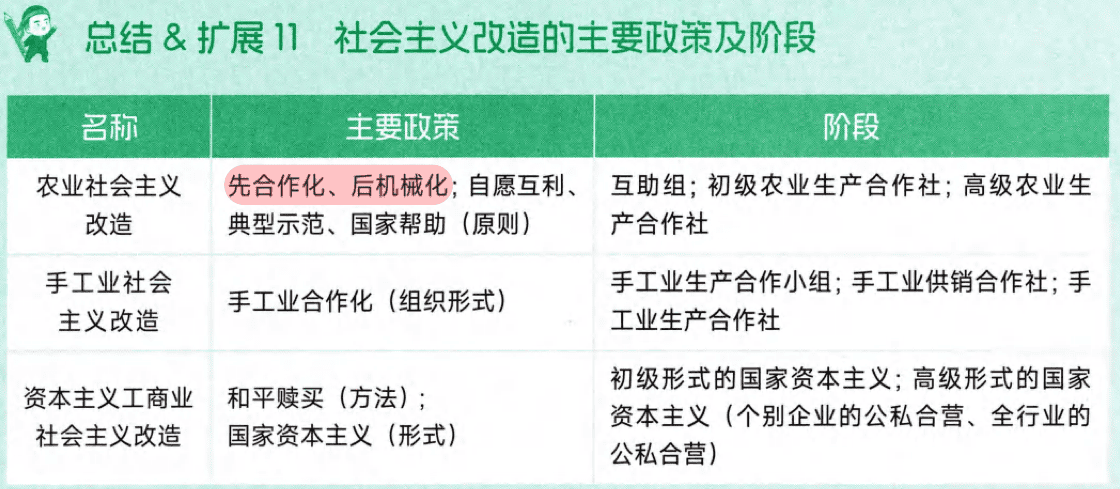 总结 & 扩展 11 社会主义改造的主要政策及阶段
名称
主要政策
阶段
农业社会主义
改造
先合作化、后机械化；自愿互利、
典型示范、国家帮助（原则）
互助组；初级农业生产合作社；高级农业生
产合作社
手工业社会
主义改造
手工业合作化（组织形式）
手工业生产合作小组；手工业供销合作社；手
工业生产合作社
资本主义工商业
社会主义改造
和平赎买（方法）；
国家资本主义（形式）
初级形式的国家资本主义；高级形式的国家
资本主义（个别企业的公私合营、全行业的
公私合营）